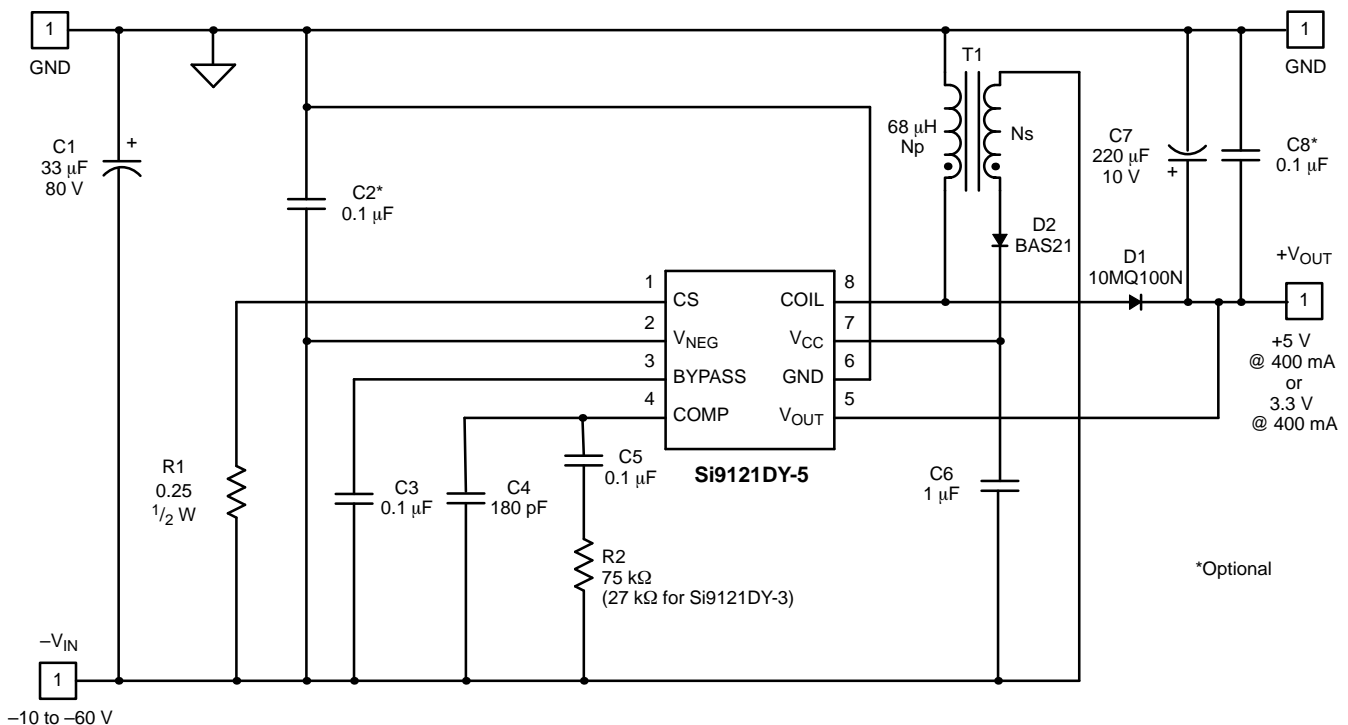 1
GND
1
GND
T1
C1
33 μF
80 V
+
C2*
0.1 μF
68 μH
Np
Ns
C7
220 μF
10 V
+
C8*
0.1 μF
D2
BAS21
D1
10MQ100N
+VOUT
1
+5 V
@ 400 mA
or
3.3 V
@ 400 mA
1
CS
COIL
8
2
VNEG
VCC
7
3
BYPASS
GND
6
4
COMP
VOUT
5
Si9121DY-5
R1
0.25
1/2 W
C3
0.1 μF
C4
180 pF
C5
0.1 μF
C6
1 μF
R2
75 kΩ
(27 kΩ for Si9121DY-3)
*Optional
–VIN
1
–10 to –60 V